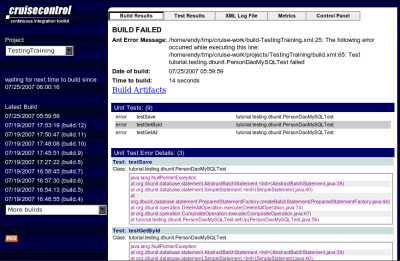 cruisecontrol
continuous integration toolkit
Project
TestingTraining
waiting for next time to build since
07/25/2007 06:00:16
Latest Build
07/25/2007 05:59:59
07/19/2007 17:53:19 (build.12)
07/19/2007 17:50:47 (build.11)
07/19/2007 17:48:08 (build.10)
07/19/2007 17:45:51 (build.9)
07/19/2007 17:27:22 (build.8)
07/19/2007 16:58:43 (build.7)
07/19/2007 16:57:30 (build.6)
07/19/2007 16:54:13 (build.5)
07/19/2007 16:48:55 (build.4)
More builds
RSS
Build Results
Test Results
XML Log File
Metrics
Control Panel
BUILD FAILED
Ant Error Message: /home/endy/tmp/cruise-work/build-TestingTraining.xml:25: The following error
occurred while executing this line:
/home/endy/tmp/cruise-work/projects/TestingTraining/build.xml:65: Test
tutorial.testing.dbunit.PersonDaoMySQLTest failed
Date of build: 07/25/2007 05:59:59
Time to build: 14 seconds
Build Artifacts
Unit Tests: (9)
error testSave tutorial.testing.dbunit.PersonDaoMySQLTest
error testGetById tutorial.testing.dbunit.PersonDaoMySQLTest
error testGetAll tutorial.testing.dbunit.PersonDaoMySQLTest
Unit Test Error Details: (3)
Test: testSave
Class: tutorial.testing.dbunit.PersonDaoMySQLTest
java.lang.NullPointerException
at org.dbunit.database.statement.AbstractBatchStatement.<init>(AbstractBatchStatement.java:39)
at org.dbunit.database.statement.SimpleStatement.<init>(SimpleStatement.java:40)
at
org.dbunit.database.statement.PreparedStatementFactory.createBatchStatement(PreparedStatementFactory.java:44)
at org.dbunit.operation.DeleteAllOperation.execute(DeleteAllOperation.java:74)
at org.dbunit.operation.CompositeOperation.execute(CompositeOperation.java:67)
at tutorial.testing.dbunit.PersonDaoMySQLTest.setUp(PersonDaoMySQLTest.java:56)
Test: testGetById
Class: tutorial.testing.dbunit.PersonDaoMySQLTest
java.lang.NullPointerException
at org.dbunit.database.statement.AbstractBatchStatement.<init>(AbstractBatchStatement.java:39)
at org.dbunit.database.statement.SimpleStatement.<init>(SimpleStatement.java:40)